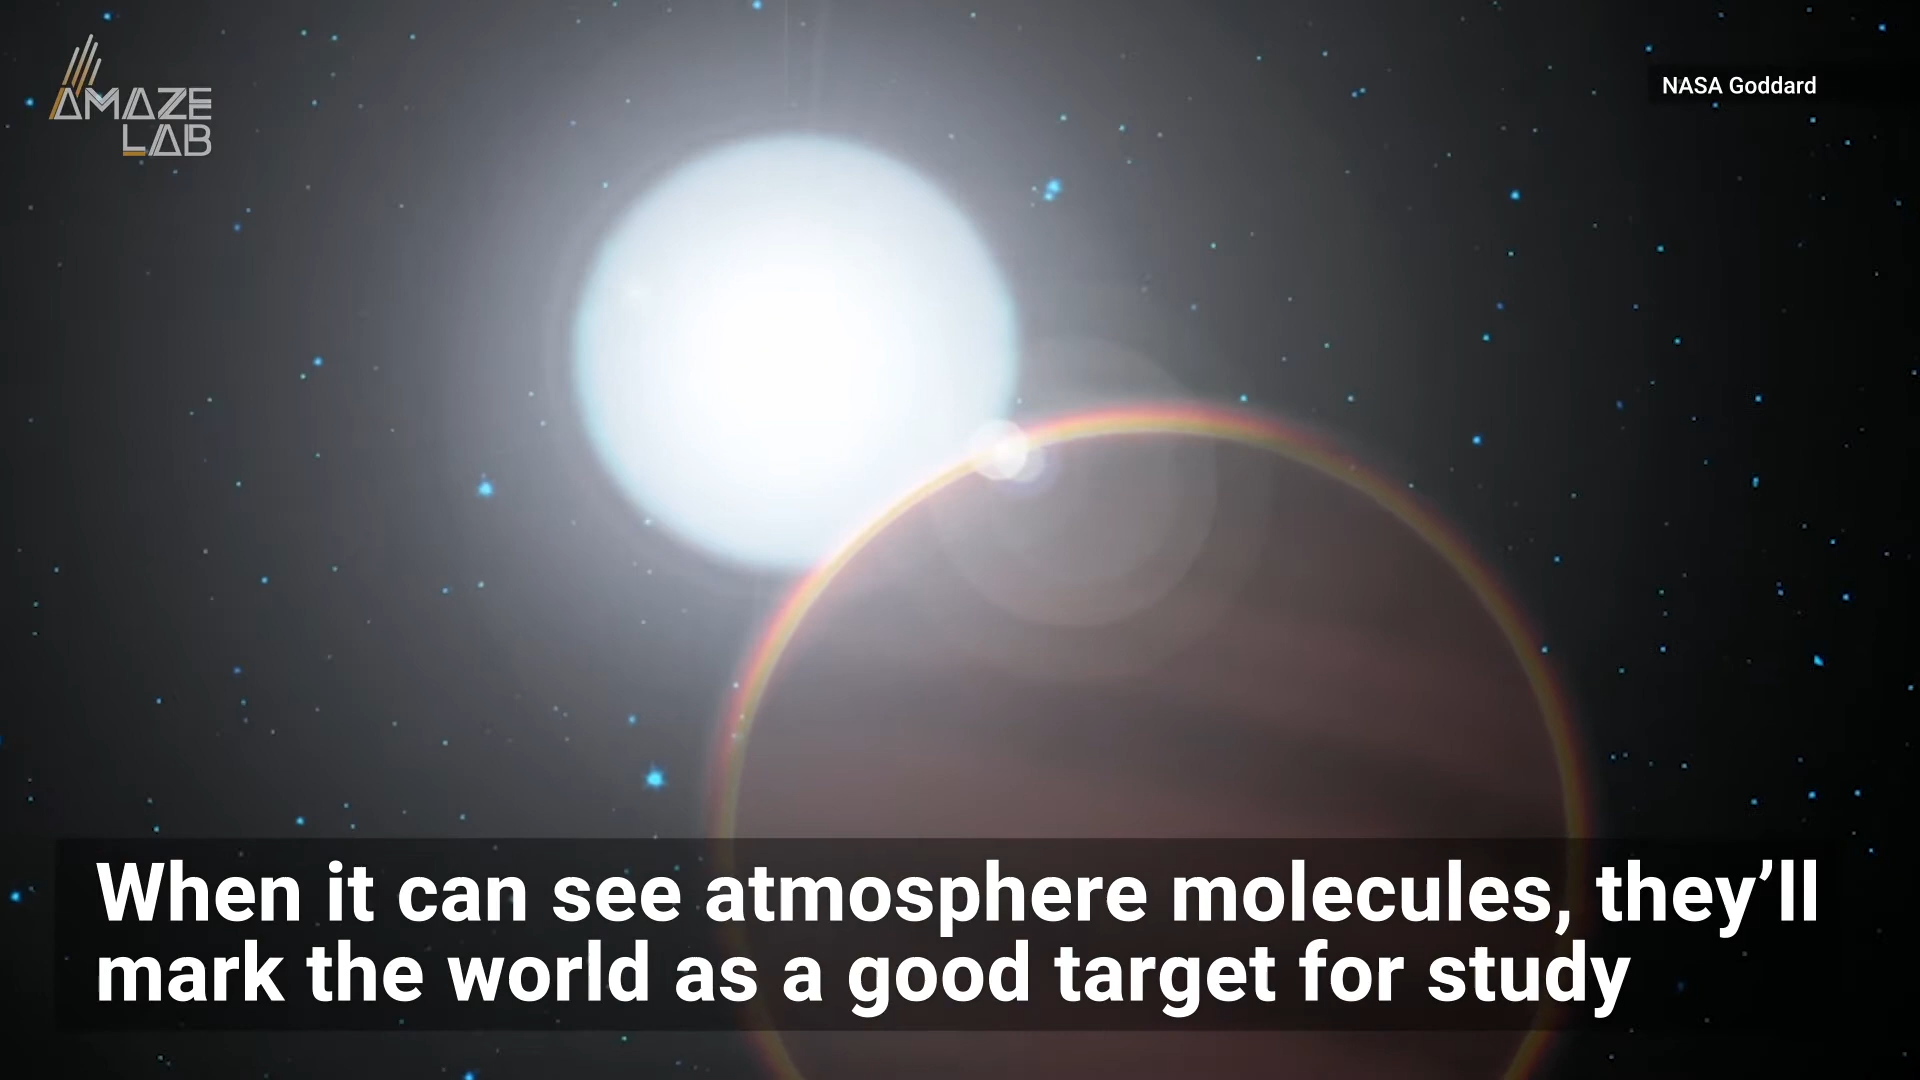 AMAZE
LAB
NASA Goddard
When it can see atmosphere molecules, they’ll
mark the world as a good target for study